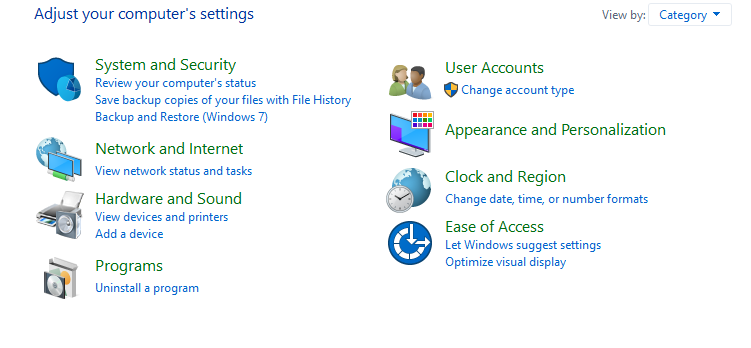 Adjust your computer's settings
View by: Category
System and Security
Review your computer's status
Save backup copies of your files with File History
Backup and Restore (Windows 7)
Network and Internet
View network status and tasks
Hardware and Sound
View devices and printers
Add a device
Programs
Uninstall a program
User Accounts
Change account type
Appearance and Personalization
Clock and Region
Change date, time, or number formats
Ease of Access
Let Windows suggest settings
Optimize visual display